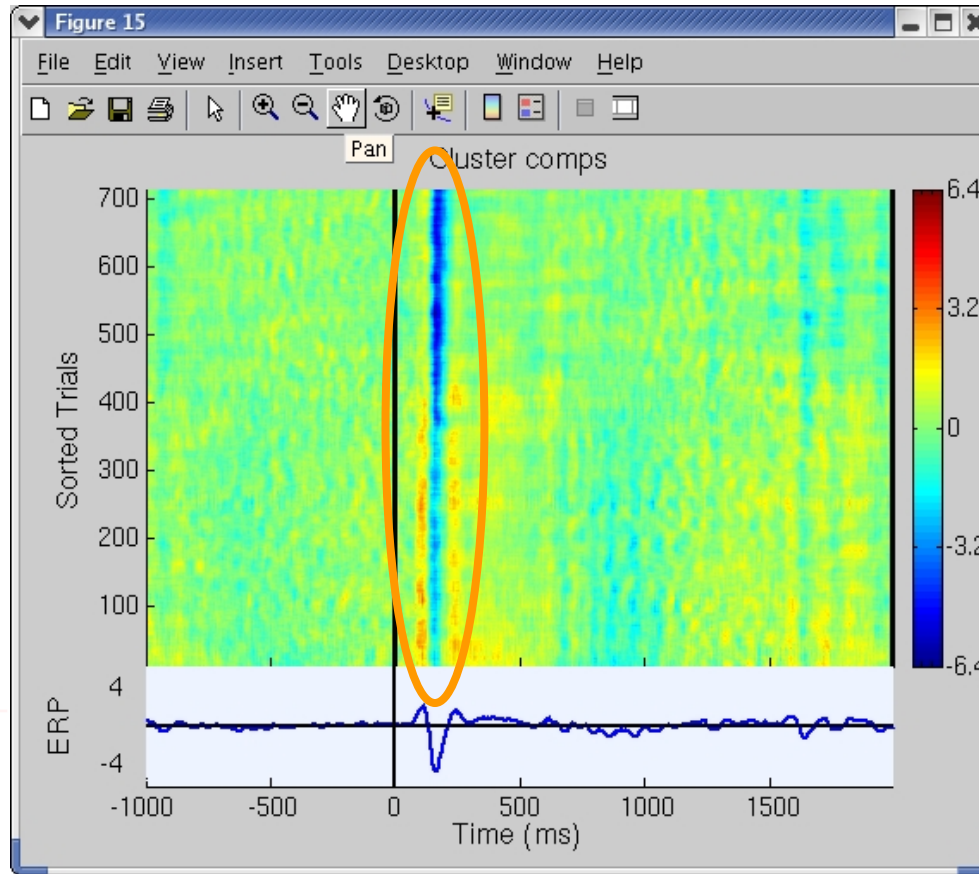 Figure 15
File Edit View Insert Tools Desktop Window Help
Pan
Cluster comps
700
600
500
400
300
200
100
Sorted Trials
6.4
3.2
0
-3.2
-6.4
4
-4
ERP
-1000 -500 0 500 1000 1500
Time (ms)